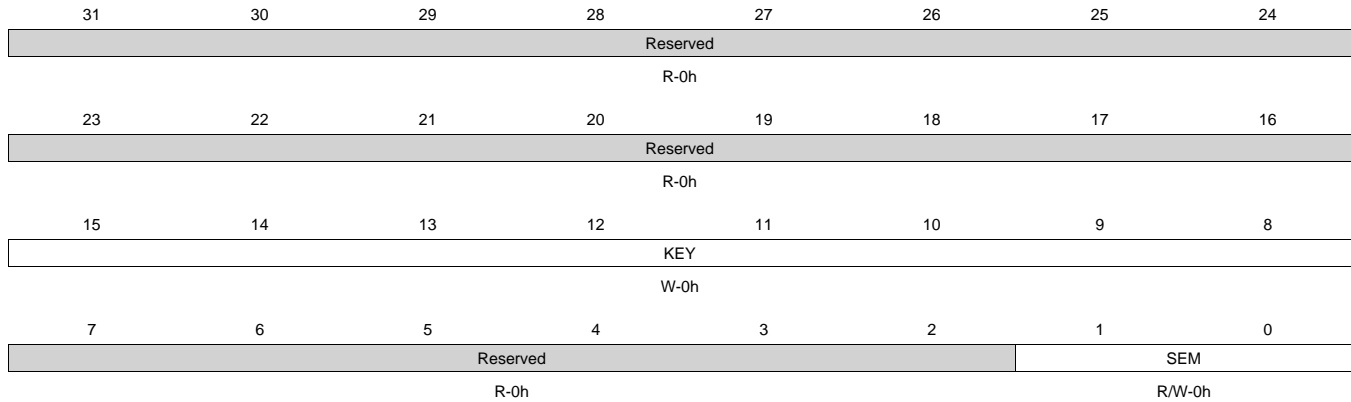 31 30 29 28 27 26 25 24
Reserved
R-0h
23 22 21 20 19 18 17 16
Reserved
R-0h
15 14 13 12 11 10 9 8
KEY
W-0h
7 6 5 4 3 2 1 0
Reserved SEM
R-0h R/W-0h